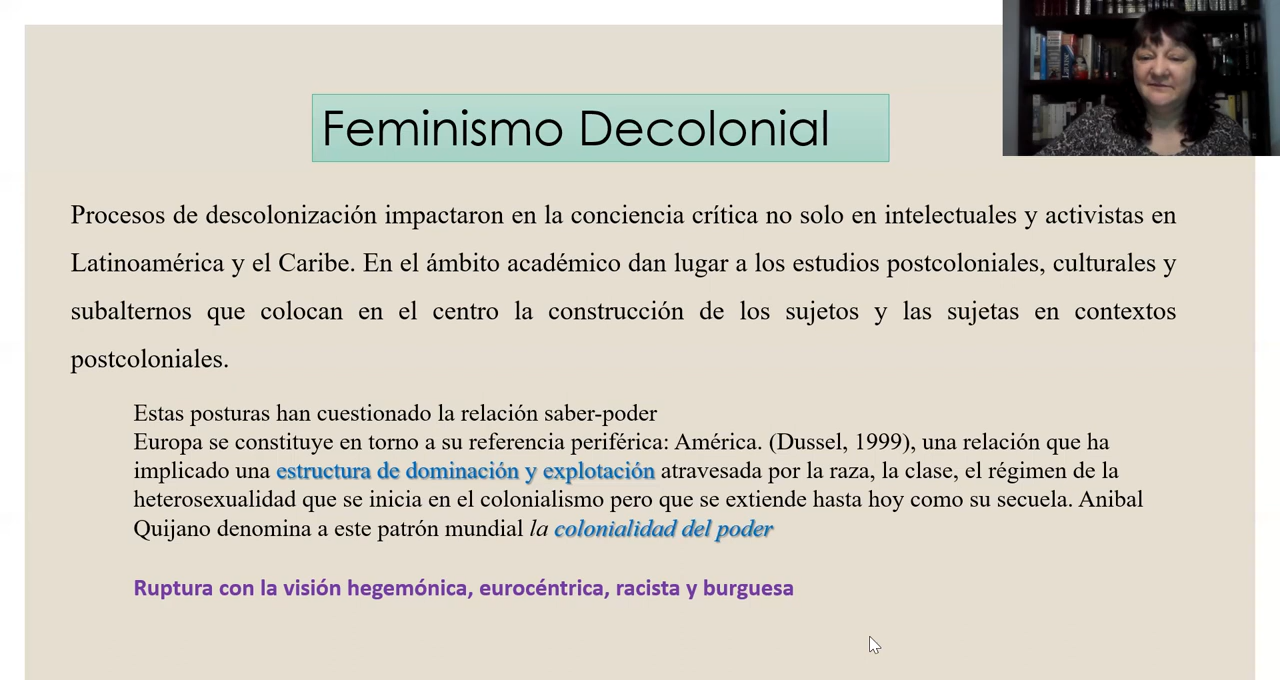 Feminismo Decolonial
Procesos de descolonización impactaron en la conciencia crítica no solo en intelectuales y activistas en
Latinoamérica y el Caribe. En el ámbito académico dan lugar a los estudios postcoloniales, culturales y
subalternos que colocan en el centro la construcción de los sujetos y las sujetas en contextos
postcoloniales.
Estas posturas han cuestionado la relación saber-poder
Europa se constituye en torno a su referencia periférica: América. (Dussel, 1999), una relación que ha
implicado una estructura de dominación y explotación atravesada por la raza, la clase, el régimen de la
heterosexualidad que se inicia en el colonialismo pero que se extiende hasta hoy como su secuela. Anibal
Quijano denomina a este patrón mundial la colonialidad del poder
Ruptura con la visión hegemónica, eurocéntrica, racista y burguesa